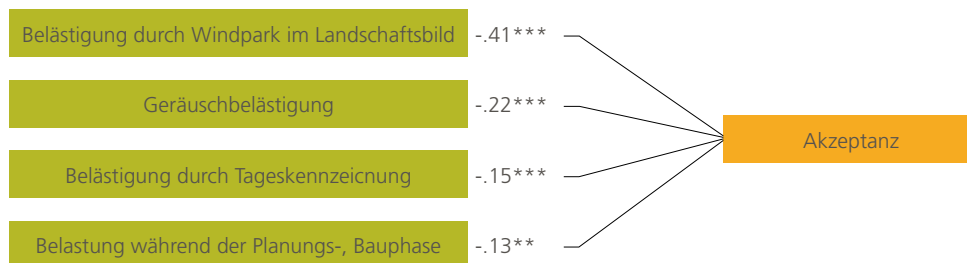 Belästigung durch Windpark im Landschaftsbild -.41***
Geräuschbelästigung -.22***
Akzeptanz
Belästigung durch Tageskennzeicnung -.15***
Belastung während der Planungs-, Bauphase -.13**